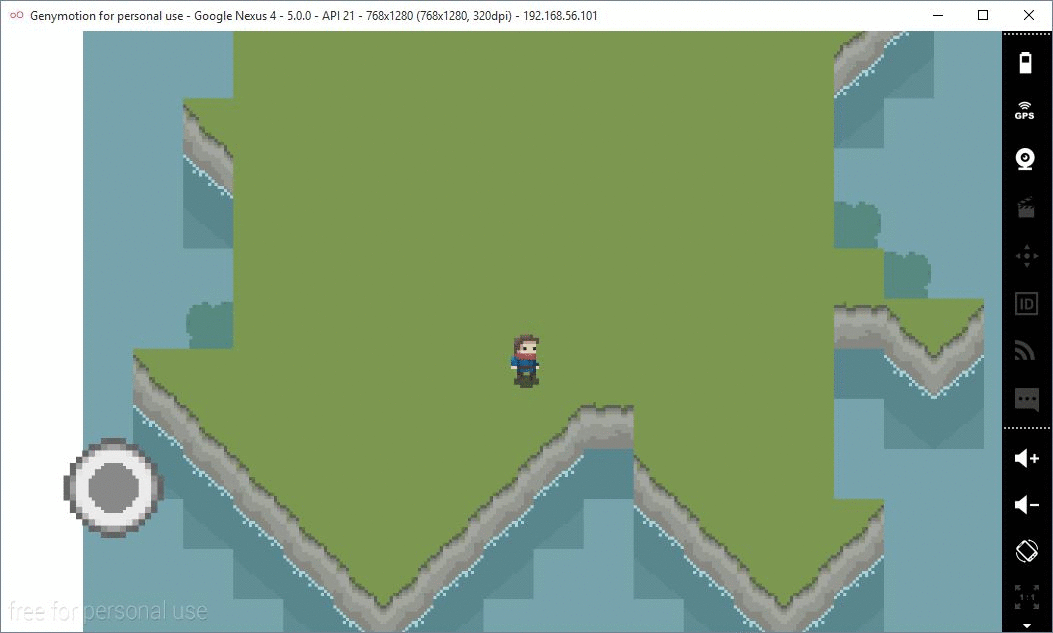 Genymotion for personal use - Google Nexus 4 - 5.0.0 - API 21 - 768x1280 (768x1280, 320dpi) - 192.168.56.101
GPS
ID
1:1
free for personal use